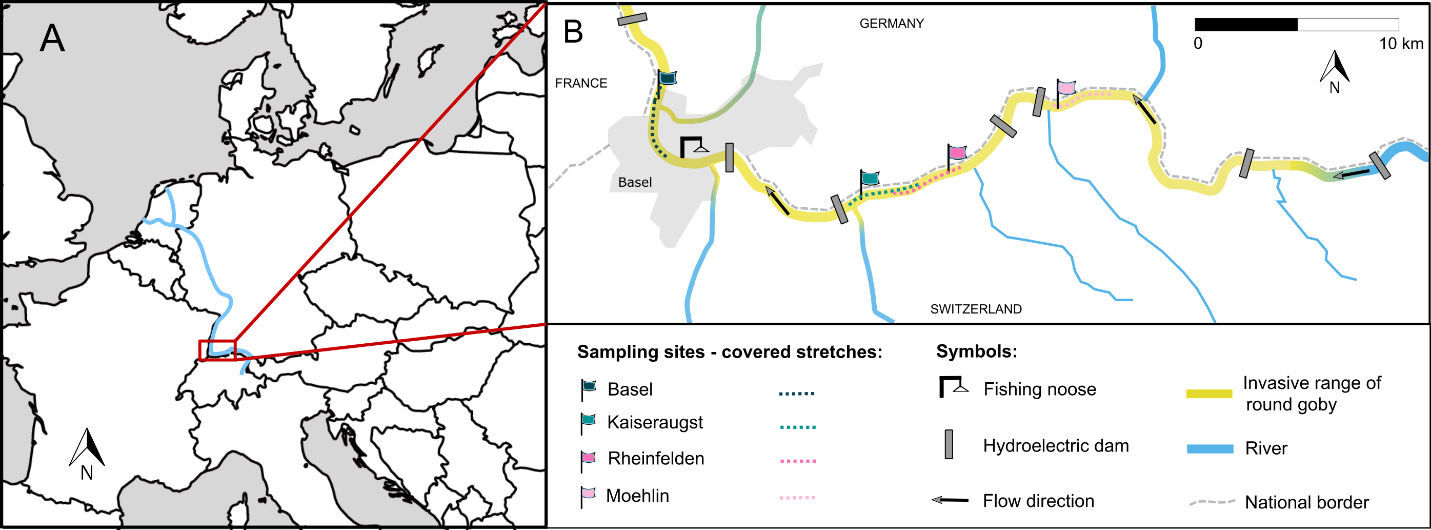 A
N
B
GERMANY
FRANCE
Basel
SWITZERLAND
0 10 km
N
Sampling sites - covered stretches:
Basel
Kaiseraugst
Rheinfelden
Moehlin
Symbols:
Fishing noose
Hydroelectric dam
Flow direction
Invasive range of
round goby
River
National border